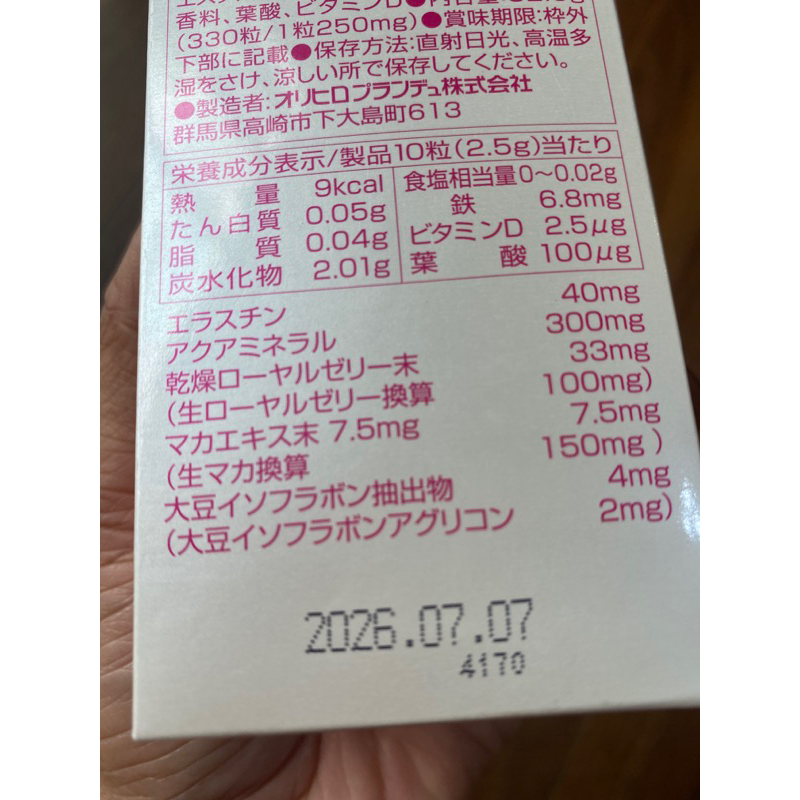 香料、葉酸、ビタミンD●内容量:82.5g
(330粒/1粒250mg)●賞味期限:枠外
下部に記載●保存方法:直射日光、高温多
湿をさけ、涼しい所で保存してください。
●製造者:オリヒロプランデュ株式会社
群馬県高崎市下大島町613
栄養成分表示/製品10粒(2.5g)当たり
熱量 9kcal
たん白質 0.05g
脂質 0.04g
炭水化物 2.01g
食塩相当量0〜0.02g
鉄 6.8mg
ビタミンD 2.5μg
葉酸 100μg
エラスチン 40mg
アクアミネラル 300mg
乾燥ローヤルゼリー末 33mg
(生ローヤルゼリー換算 100mg)
マカエキス末 7.5mg 7.5mg
(生マカ換算 150mg )
大豆イソフラボン抽出物 4mg
(大豆イソフラボンアグリコン 2mg)
2026.07.07
4170